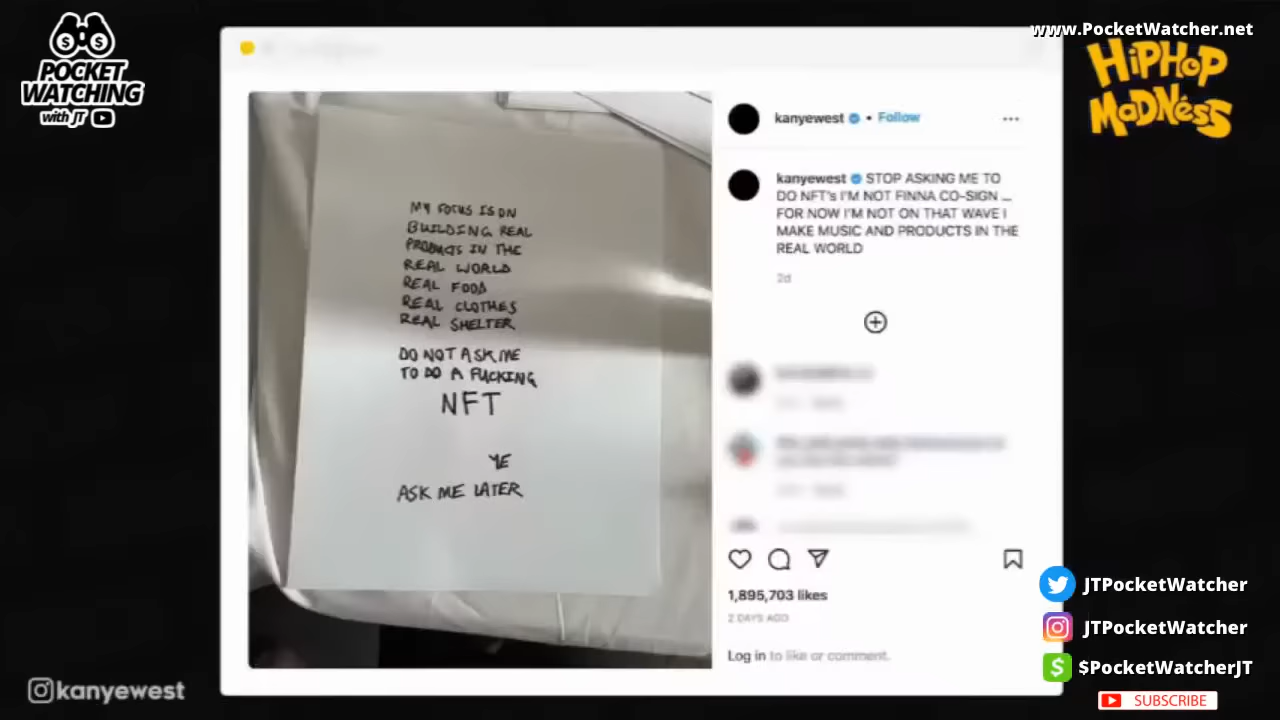 POCKET
WATCHING
with JT
www.PocketWatcher.net
HiPHOP
MaDNeSS
MY FOCUS IS ON
BUILDING REAL
PRODUCTS IN THE
REAL WORLD
REAL FOOD
REAL CLOTHES
REAL SHELTER
DO NOT ASK ME
TO DO A FUCKING
NFT
YE
ASK ME LATER
kanyewest • Follow
kanyewest STOP ASKING ME TO
DO NFT's I'M NOT FINNA CO-SIGN ...
FOR NOW I'M NOT ON THAT WAVE I
MAKE MUSIC AND PRODUCTS IN THE
REAL WORLD
2d
1,895,703 likes
2 DAYS AGO
Log in to like or comment.
JTPocketWatcher
JTPocketWatcher
$PocketWatcherJT
SUBSCRIBE
kanyewest